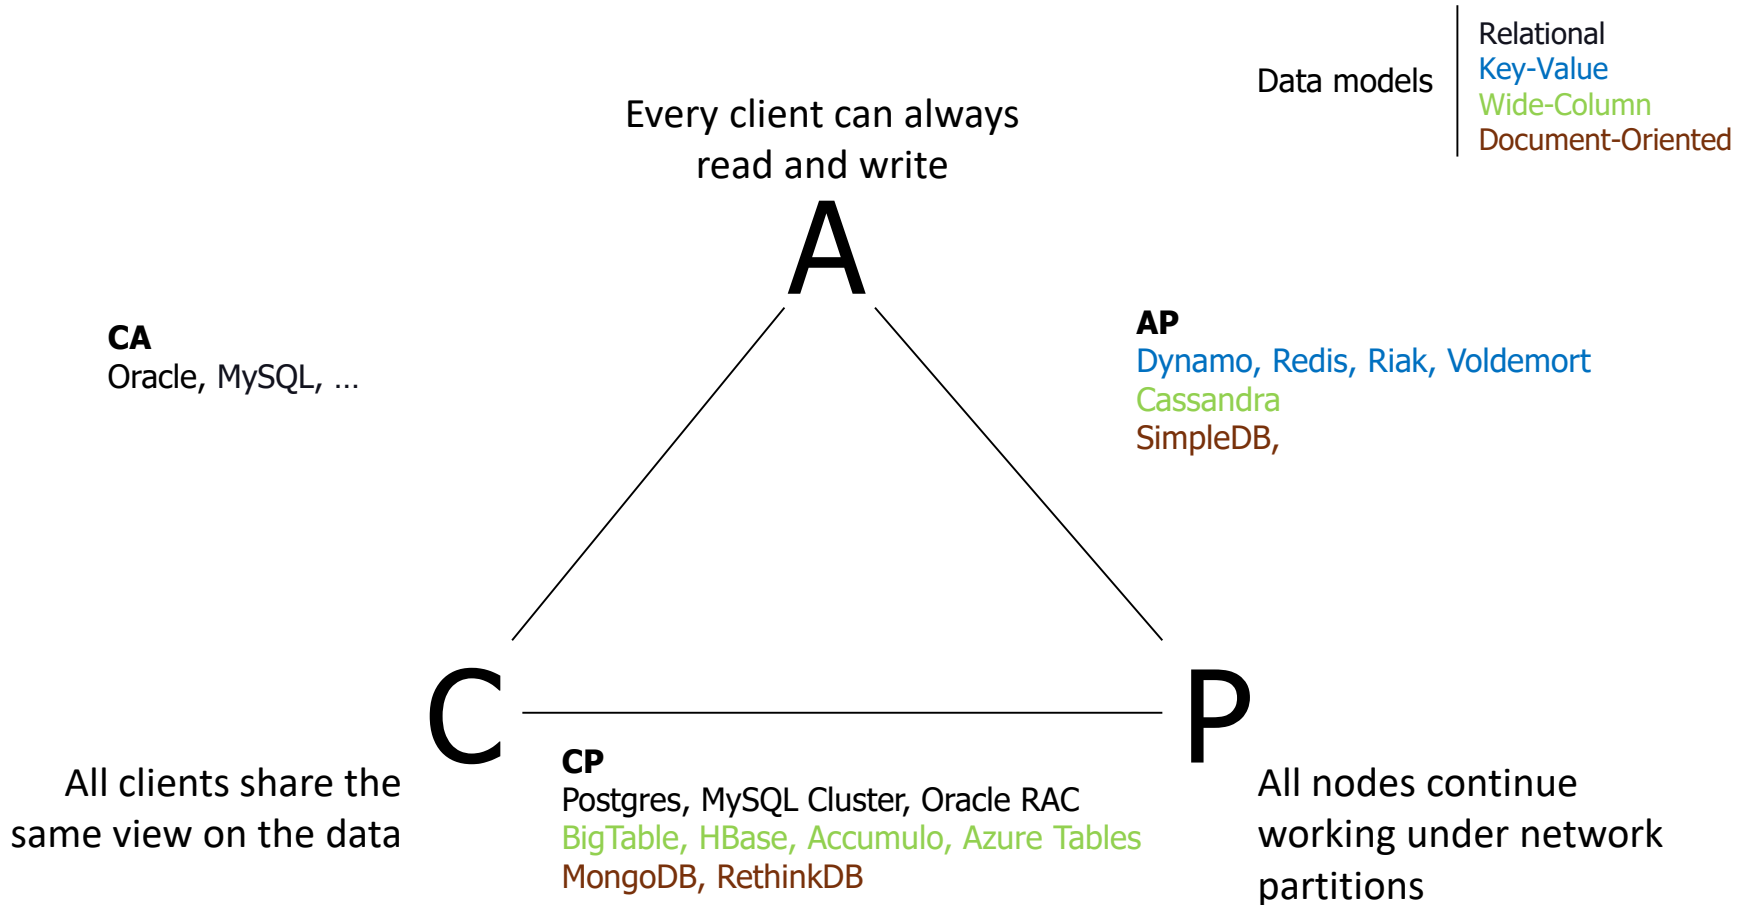 Data models
Relational
Key-Value
Wide-Column
Document-Oriented
Every client can always
read and write
A
CA
Oracle, MySQL, …
AP
Dynamo, Redis, Riak, Voldemort
Cassandra
SimpleDB,
C
P
All clients share the
same view on the data
CP
Postgres, MySQL Cluster, Oracle RAC
BigTable, HBase, Accumulo, Azure Tables
MongoDB, RethinkDB
All nodes continue
working under network
partitions